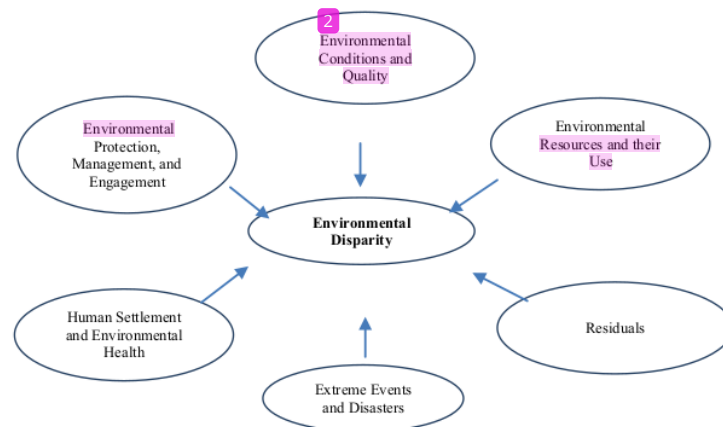 2
Environmental
Conditions and
Quality
Environmental
Protection,
Management, and
Engagement
Environmental
Resources and their
Use
Environmental
Disparity
Human Settlement
and Environmental
Health
Residuals
Extreme Events
and Disasters